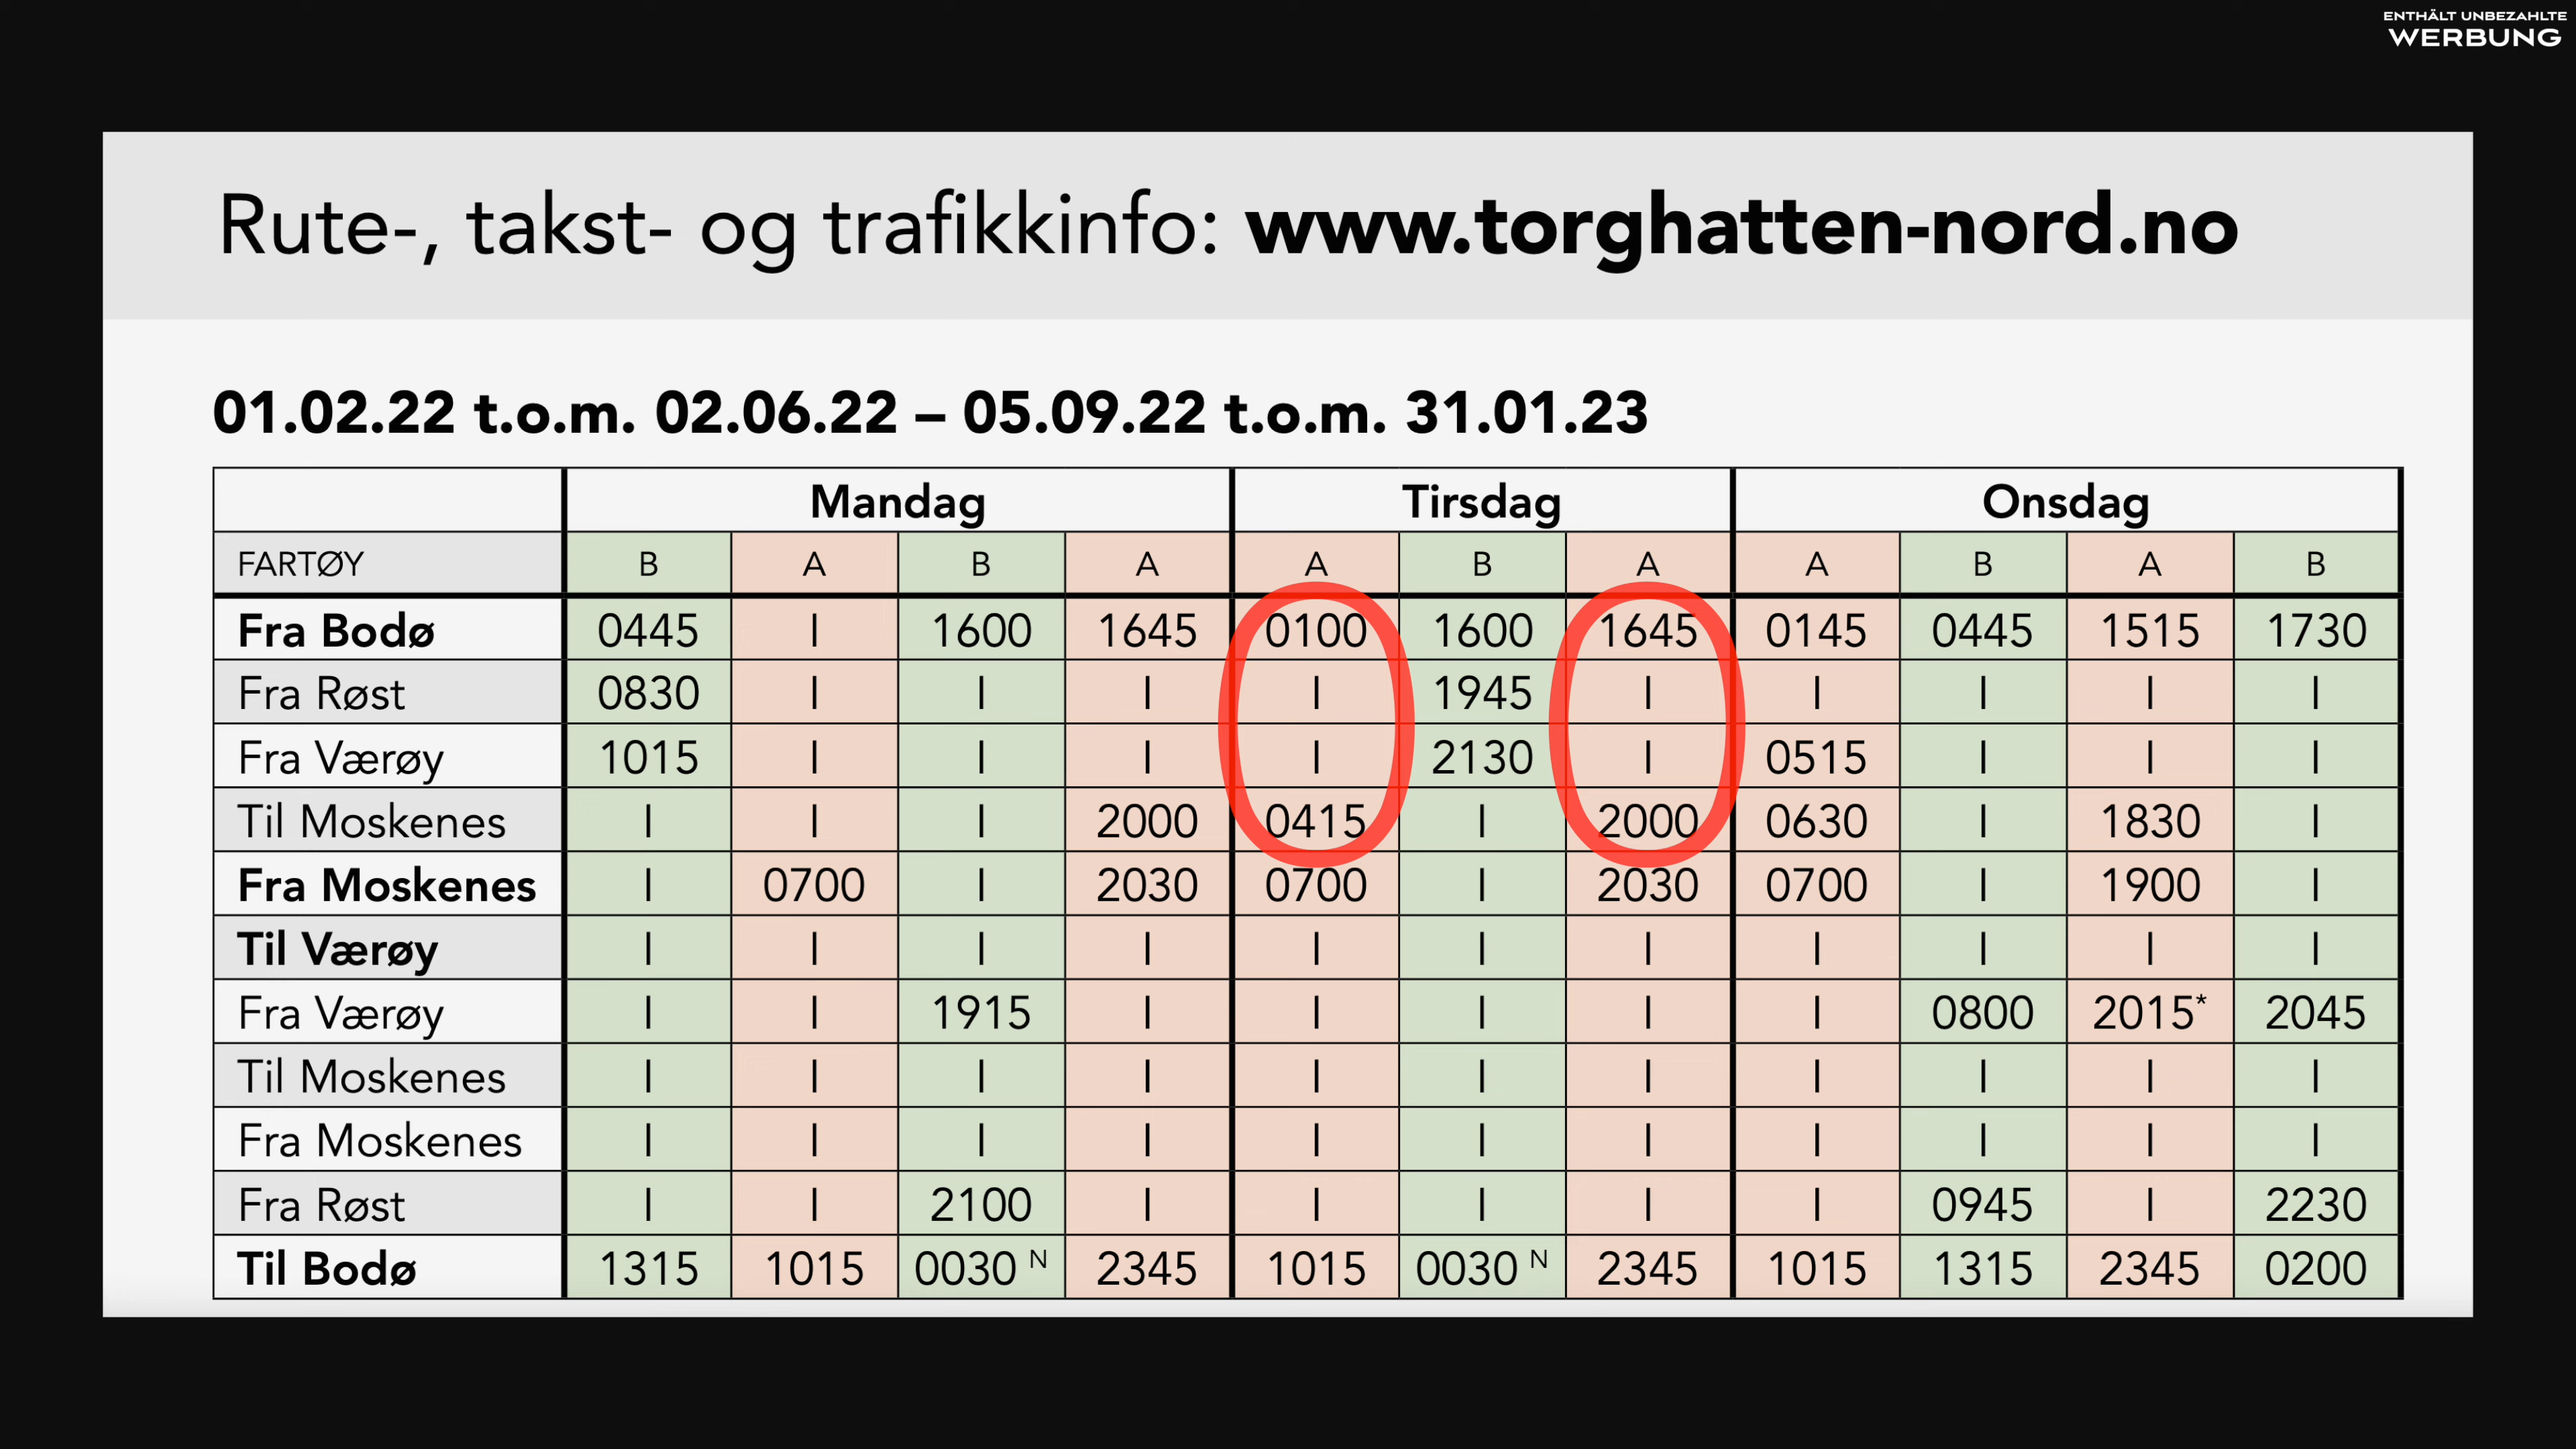 ENTHÄLT UNBEZAHLTE
WERBUNG
Rute-, takst- og trafikkinfo: www.torghatten-nord.no
01.02.22 t.o.m. 02.06.22 – 05.09.22 t.o.m. 31.01.23
Mandag Tirsdag Onsdag
FARTØY B A B A A B A A B A B
Fra Bodø 0445 I 1600 1645 0100 1600 1645 0145 0445 1515 1730
Fra Røst 0830 I I I I 1945 I I I I I
Fra Værøy 1015 I I I I 2130 I 0515 I I I
Til Moskenes I I I 2000 0415 I 2000 0630 I 1830 I
Fra Moskenes I 0700 I 2030 0700 I 2030 0700 I 1900 I
Til Værøy I I I I I I I I I I I
Fra Værøy I I 1915 I I I I I 0800 2015* 2045
Til Moskenes I I I I I I I I I I I
Fra Moskenes I I I I I I I I I I I
Fra Røst I I 2100 I I I I I 0945 I 2230
Til Bodø 1315 1015 0030 N 2345 1015 0030 N 2345 1015 1315 2345 0200